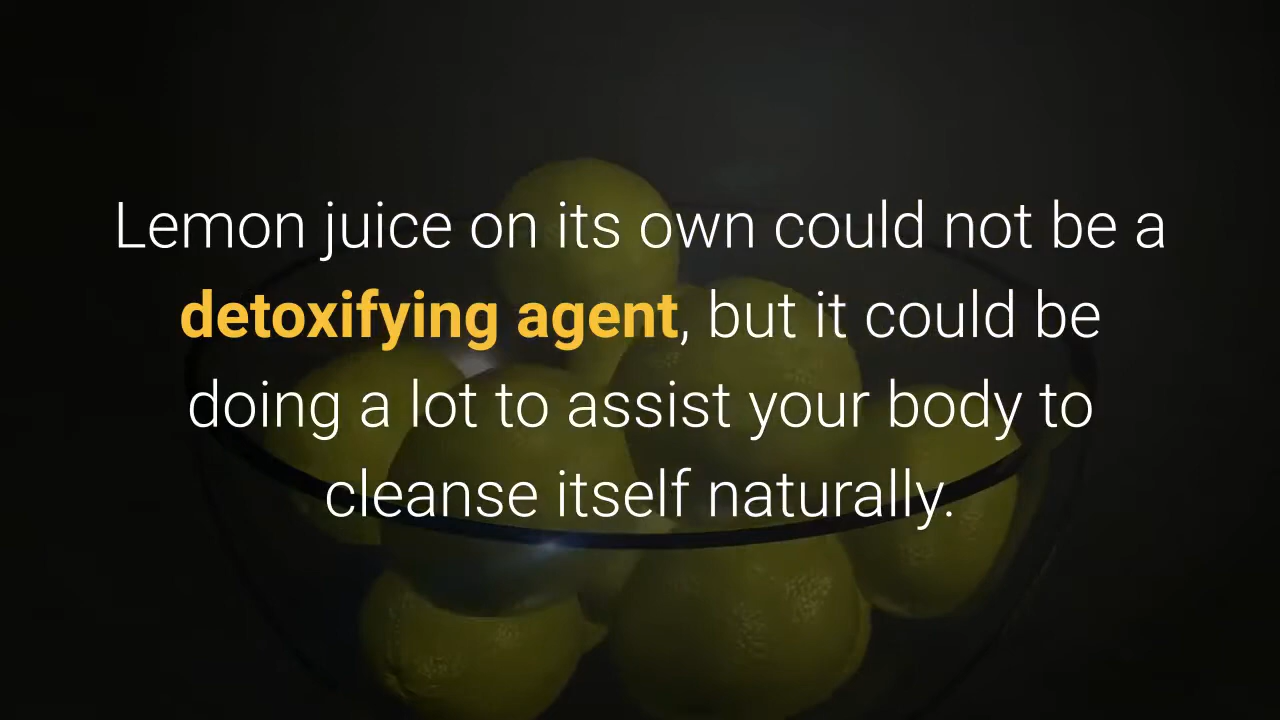 Lemon juice on its own could not be a
detoxifying agent, but it could be
doing a lot to assist your body to
cleanse itself naturally.